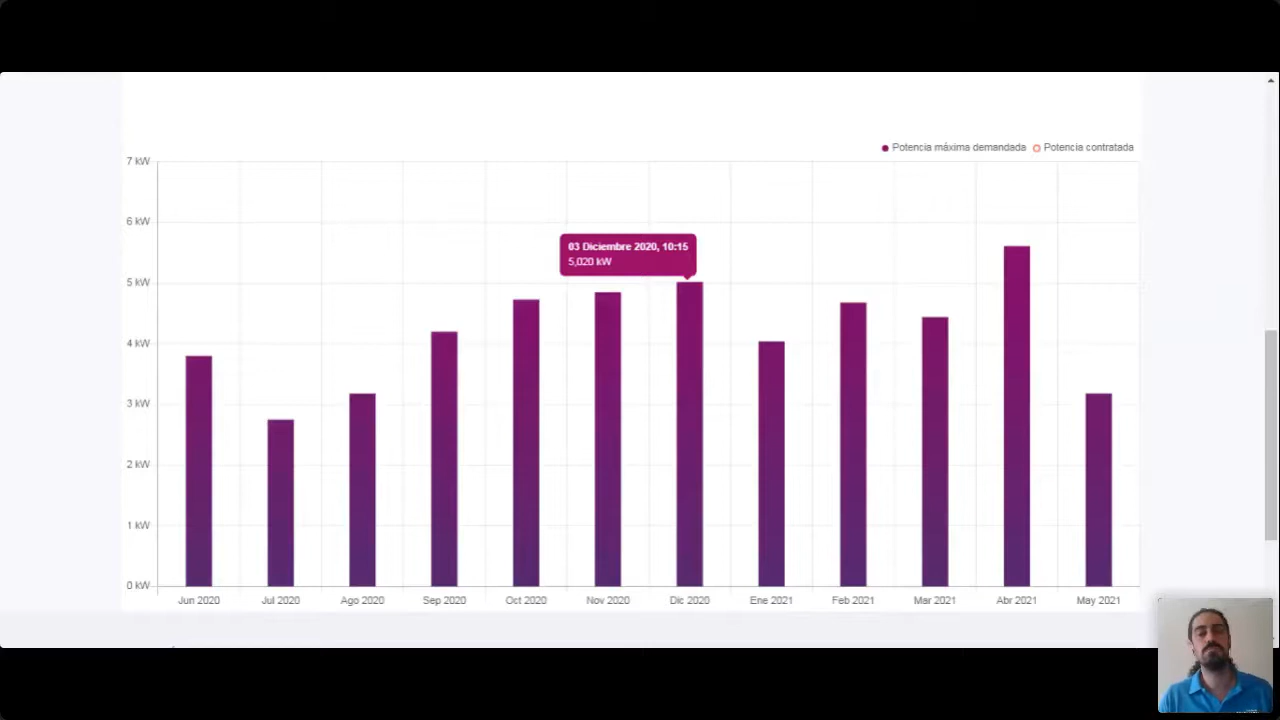 Potencia máxima demandada Potencia contratada
7 kW
6 kW
03 Diciembre 2020, 10:15
5,020 kW
5 kW
4 kW
3 kW
2 kW
1 kW
0 kW
Jun 2020 Jul 2020 Ago 2020 Sep 2020 Oct 2020 Nov 2020 Dic 2020 Ene 2021 Feb 2021 Mar 2021 Abr 2021 May 2021